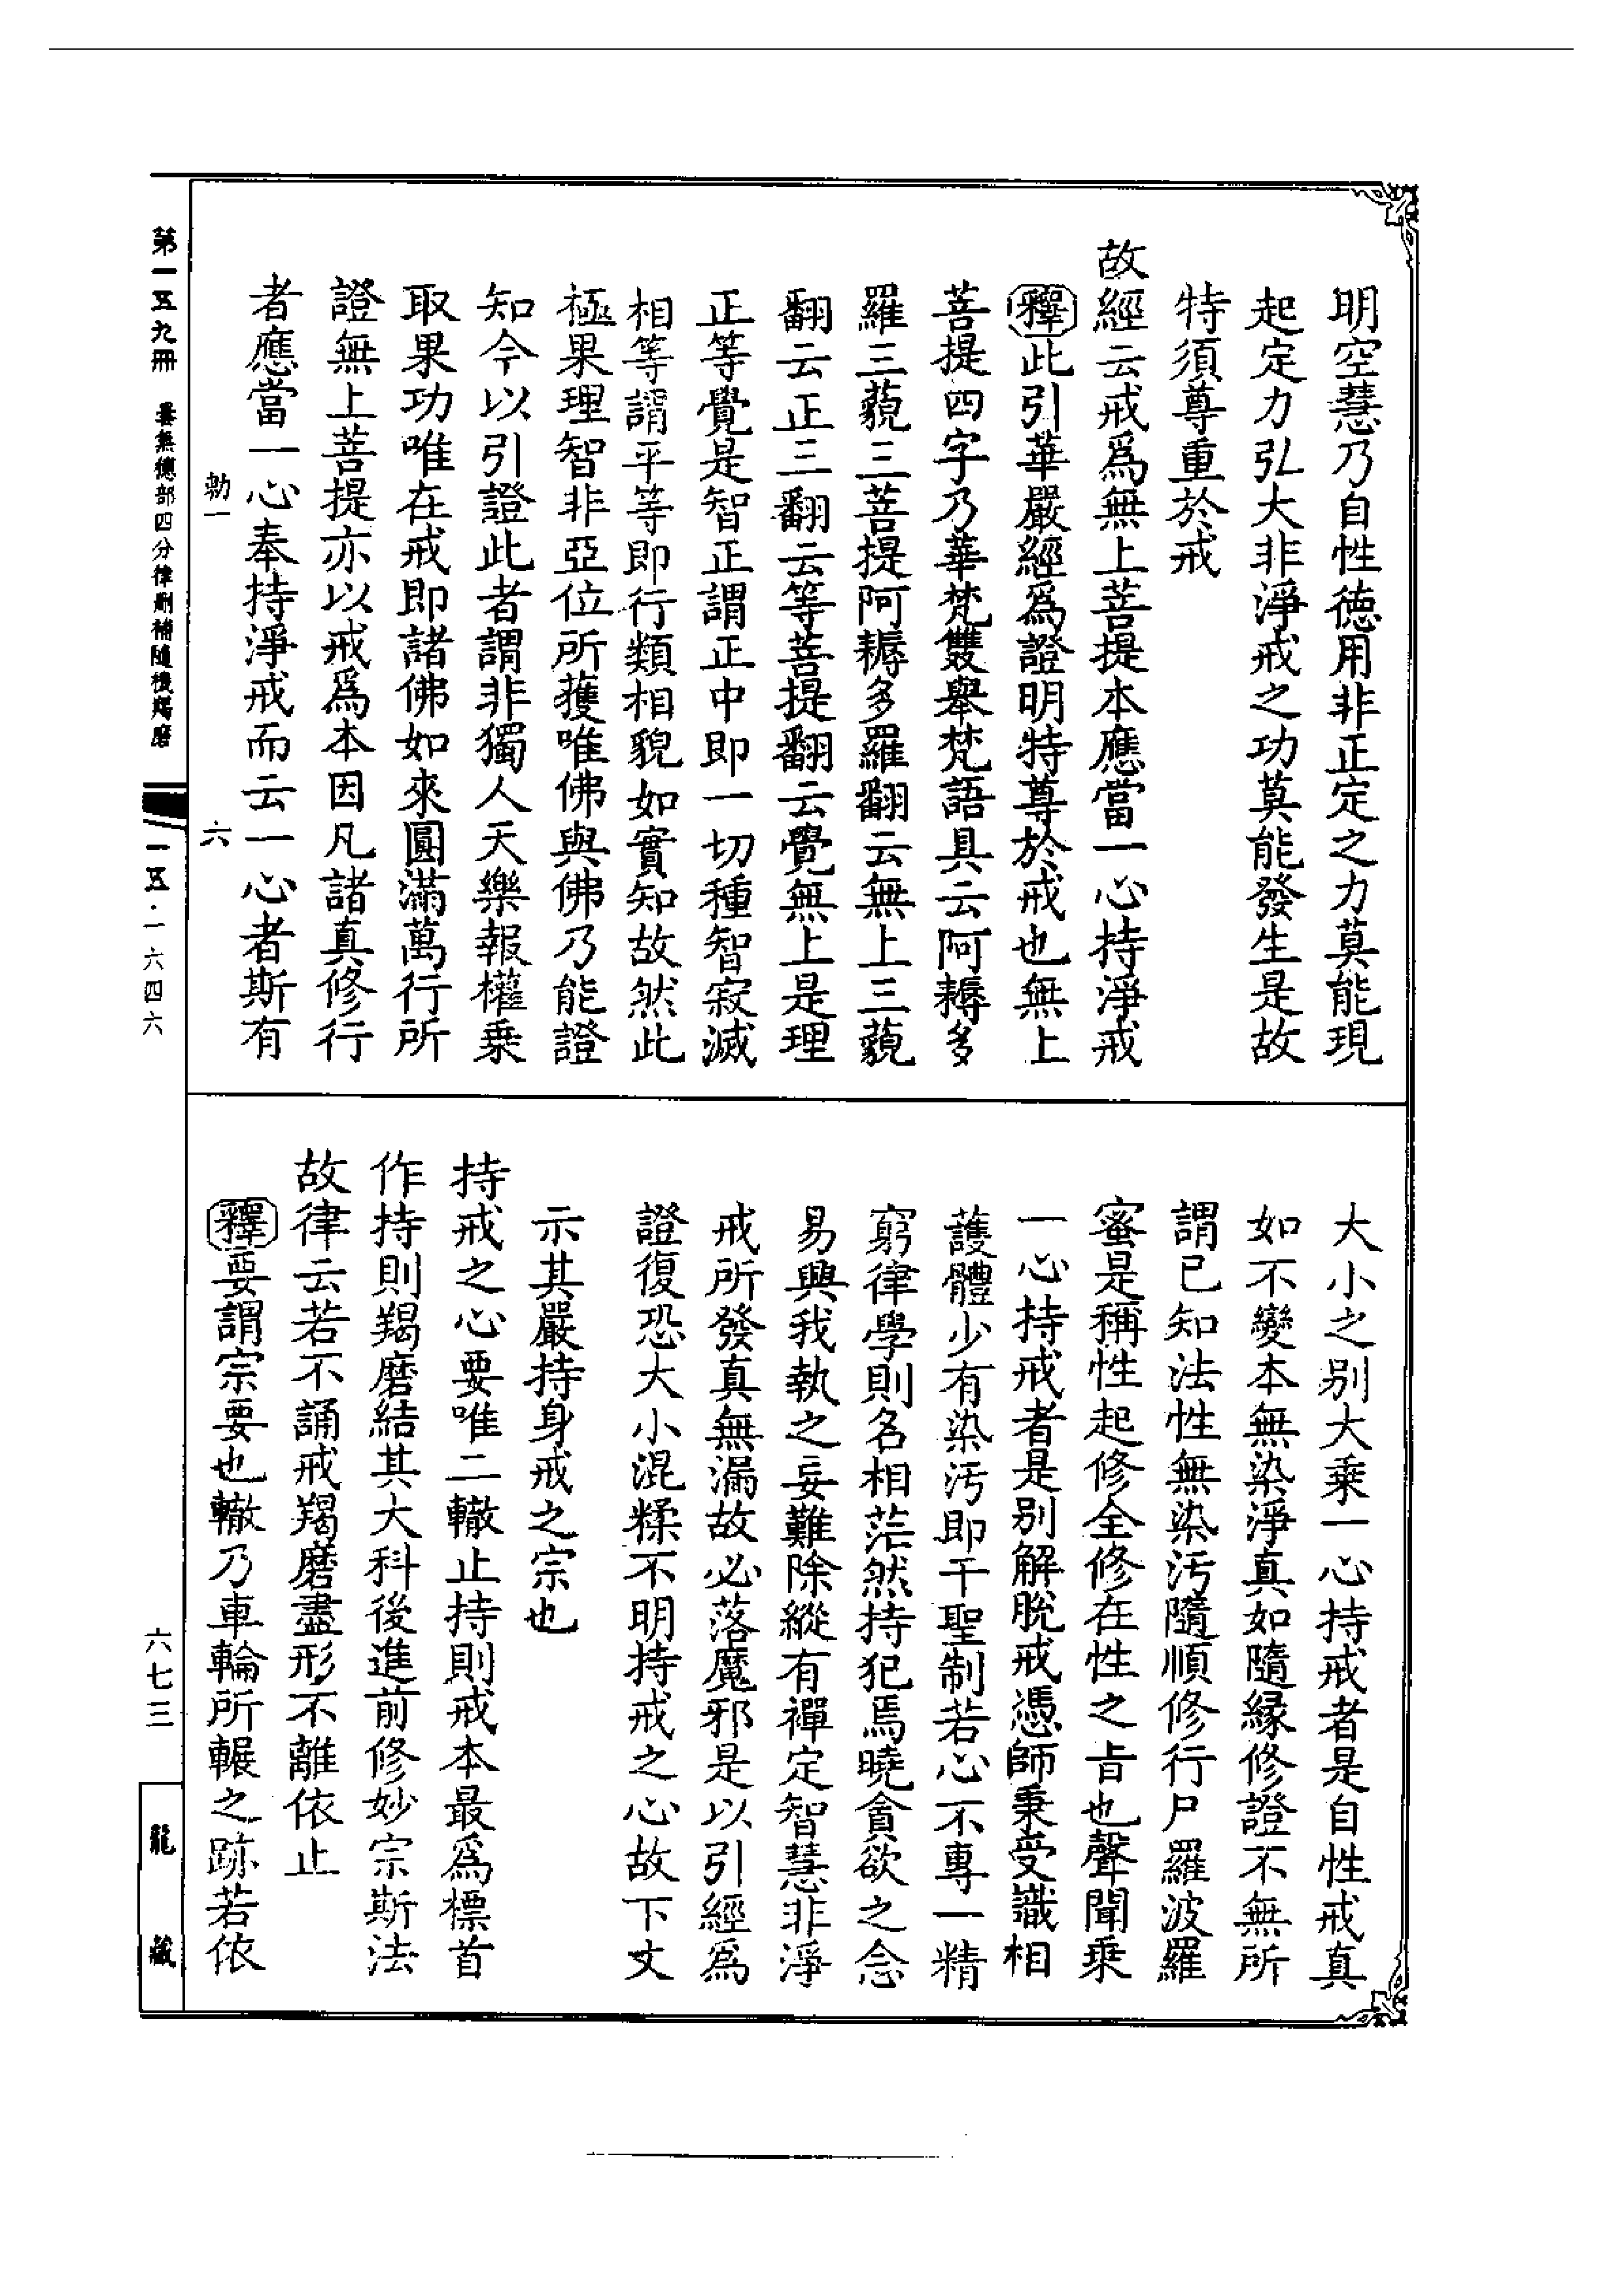 明空慧乃自性德用非正定之力莫能現
起定力弘大非淨戒之功莫能發生是故
特須尊重於戒
故經云戒爲無上菩提本應當一心持淨戒
釋此引華嚴經爲證明特尊於戒也無上
菩提四字乃華梵雙舉梵語具云阿耨多
羅三藐三菩提阿耨多羅翻云無上三藐
翻云正三翻云等菩提翻云覺無上是理
正等覺是智正謂正中即一切種智寂滅
相等謂平等即行類相貌如實知故然此
極果理智非亞位所獲唯佛與佛乃能證
知今以引證此者謂非獨人天樂報權乗
取果功唯在戒即諸佛如來圓滿萬行所
證無上菩提亦以戒爲本因凡諸真修行
者應當一心奉持淨戒而云一心者斯有
勅一 六
大小之别大乘一心持戒者是自性戒真
如不變本無染淨真如隨緣修證不無所
謂已知法性無染污隨順修行尸羅波羅
蜜是稱性起修全修在性之旨也聲聞乘
一心持戒者是别解脫戒憑師秉受識相
護體少有染污即干聖制若心不專一精
窮律學則名相茫然持犯焉曉貪欲之念
易興我執之妄難除縱有禪定智慧非淨
戒所發真無漏故必落魔邪是以引經爲
證復恐大小混糅不明持戒之心故下文
示其嚴持身戒之宗也
持戒之心要唯二轍止持則戒本最爲標首
作持則羯磨結其大科後進前修妙宗斯法
故律云若不誦戒羯磨盡形不離依止
釋要謂宗要也轍乃車輪所輾之跡若依
第一五九冊 曇無德部四分律刪補隨機羯磨
一五·一六四六
六七三
龍藏